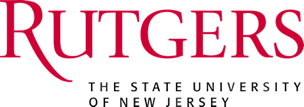 RUTGERS
THE STATE UNIVERSITY
OF NEW JERSEY